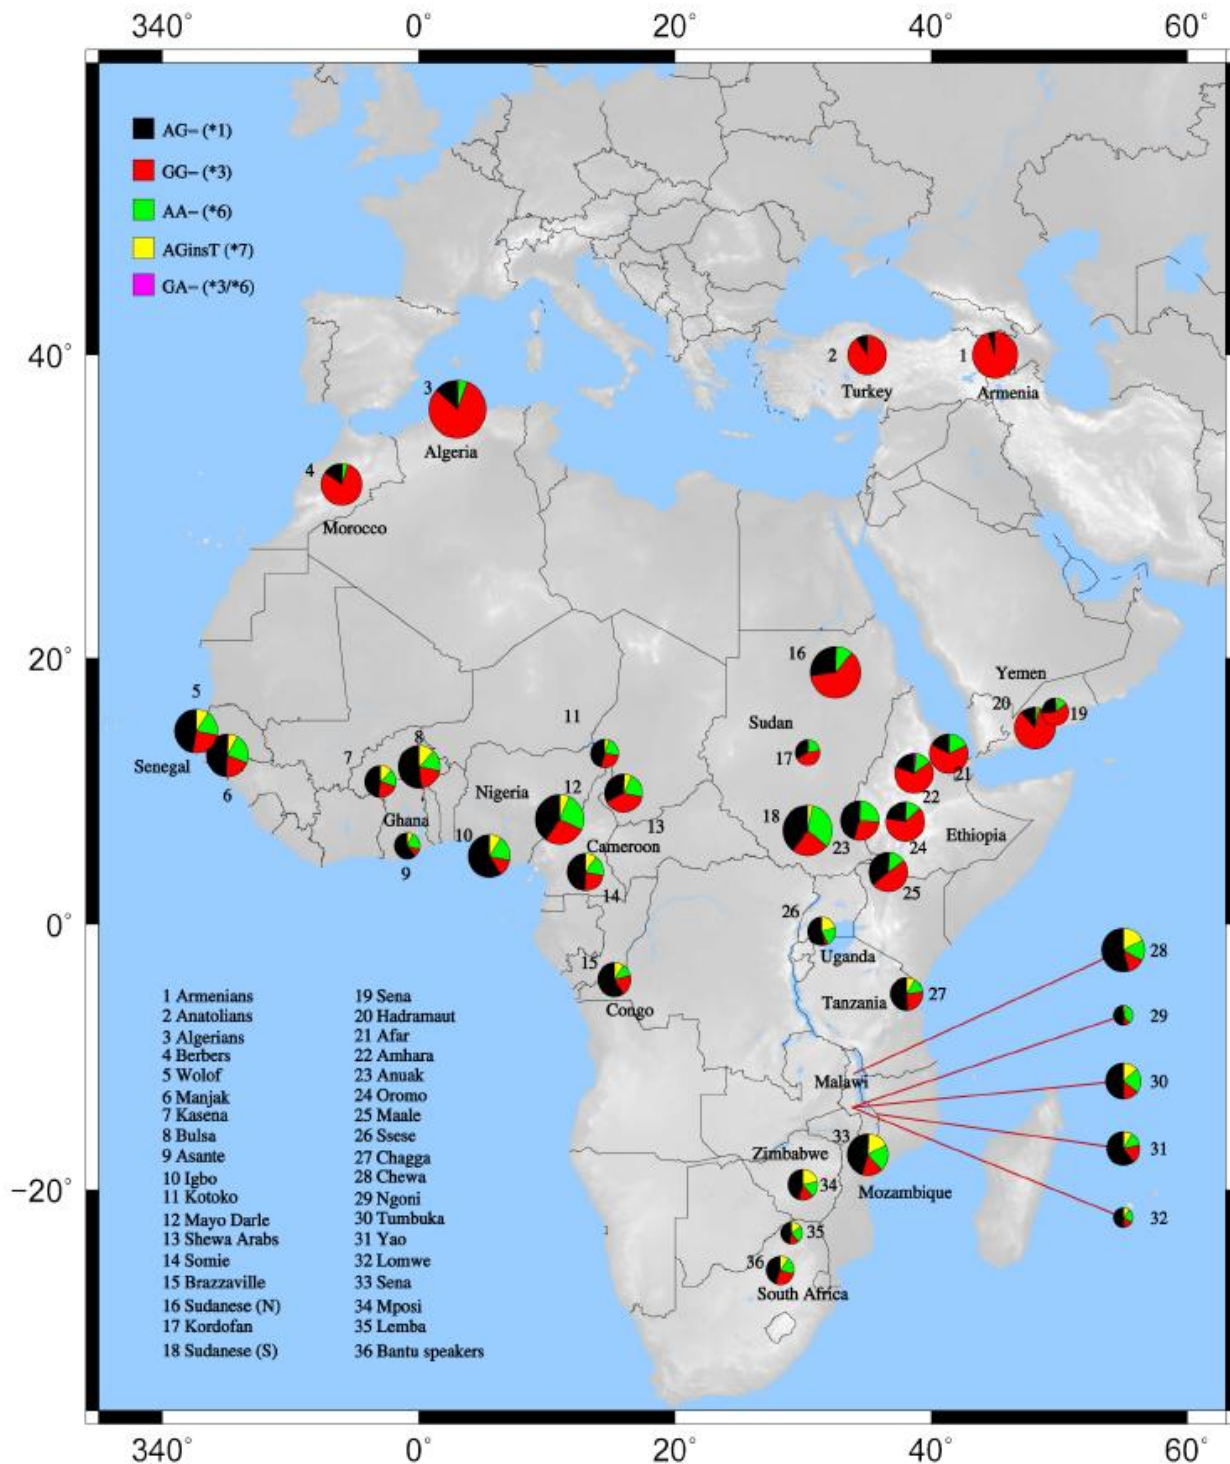 340° 0° 20° 40° 60°
AG- (*1)
GG- (*3)
AA- (*6)
AGinsT (*7)
GA- (*3/*6)
40°
2 1
Turkey Armenia
3
Algeria
4
Morocco
20°
16
Yemen
20 19
5
11
Sudan
17
Senegal
6
7 8
21
22
Nigeria 12
18
Ghana
13
23 24 Ethiopia
10 Cameroon
9
14
25
0°
26
28
15
Uganda
Tanzania 27
Congo
29
Malawi
30
33
31
Zimbabwe
34
Mozambique
-20°
32
35
36
South Africa
1 Armenians
2 Anatolians
3 Algerians
4 Berbers
5 Wolof
6 Manjak
7 Kasena
8 Bulsa
9 Asante
10 Igbo
11 Kotoko
12 Mayo Darle
13 Shewa Arabs
14 Somie
15 Brazzaville
16 Sudanese (N)
17 Kordofan
18 Sudanese (S)
19 Sena
20 Hadramaut
21 Afar
22 Amhara
23 Anuak
24 Oromo
25 Maale
26 Ssese
27 Chagga
28 Chewa
29 Ngoni
30 Tumbuka
31 Yao
32 Lomwe
33 Sena
34 Mposi
35 Lemba
36 Bantu speakers
340° 0° 20° 40° 60°